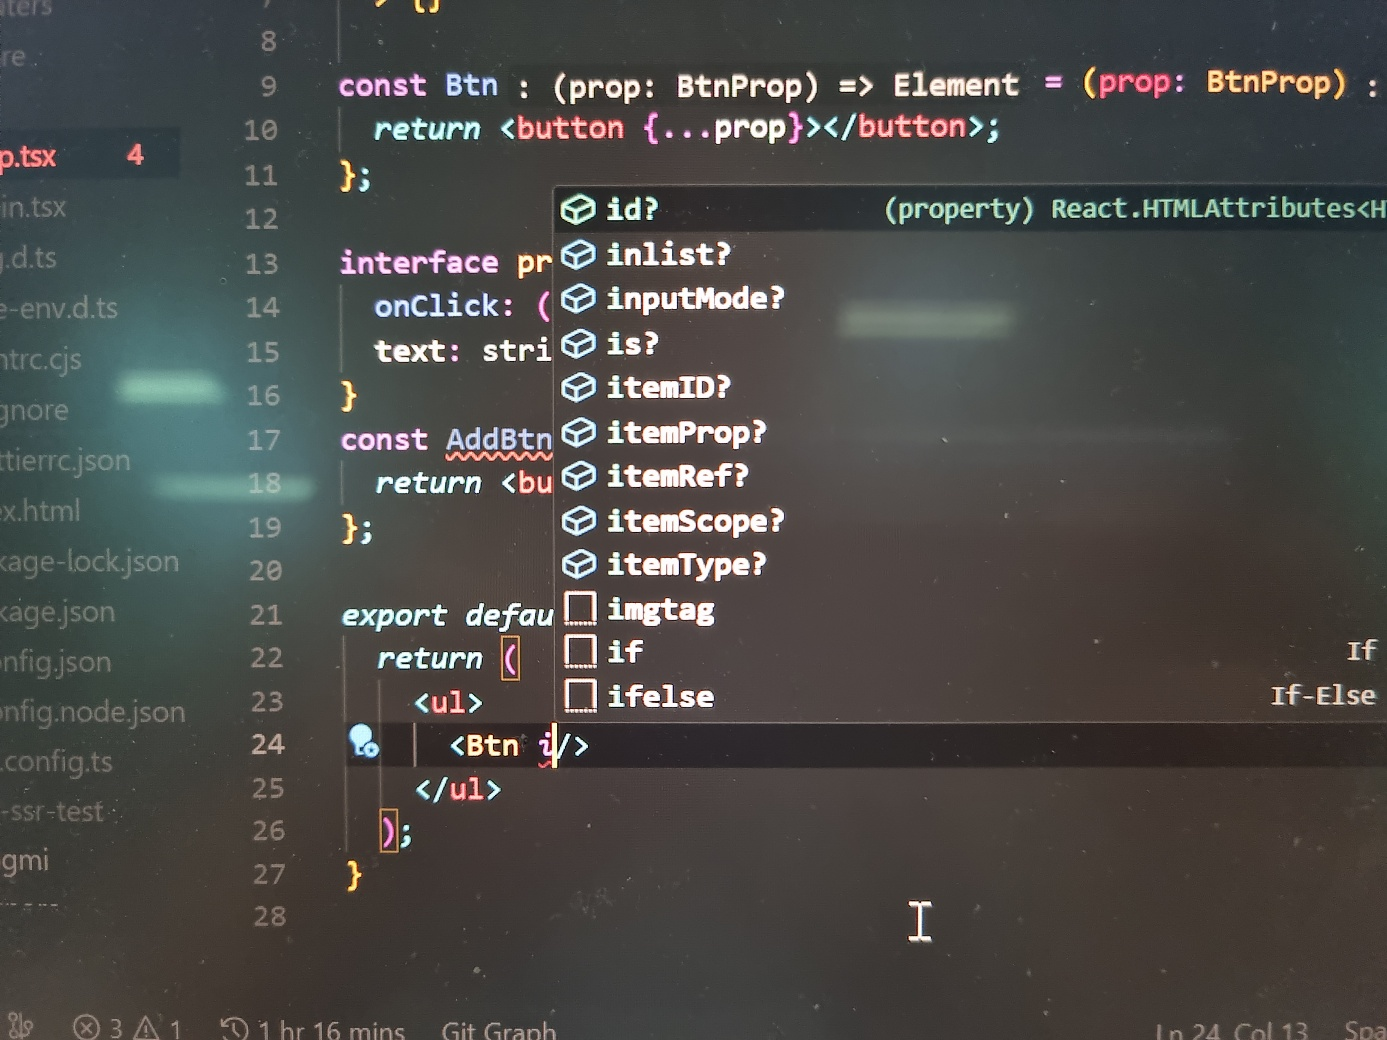 7 > {}
8
9 const Btn : (prop: BtnProp) => Element = (prop: BtnProp) :
10 return <button {...prop}></button>;
11 };
12
13 interface pr
14 onClick: (
15 text: stri
16 }
17 const AddBtn
18 return <bu
19 };
20
21 export defau
22 return (
23 <ul>
24 <Btn i/>
25 </ul>
26 );
27 }
28
id? (property) React.HTMLAttributes<H
inlist?
inputMode?
is?
itemID?
itemProp?
itemRef?
itemScope?
itemType?
imgtag
if If
ifelse If-Else
re
p.tsx 4
in.tsx
.d.ts
e-env.d.ts
ntrc.cjs
gnore
ttierrc.json
ex.html
kage-lock.json
kage.json
onfig.json
onfig.node.json
.config.ts
-ssr-test
gmi
3 1 1 hr 16 mins Git Graph Ln 24, Col 13 Spa